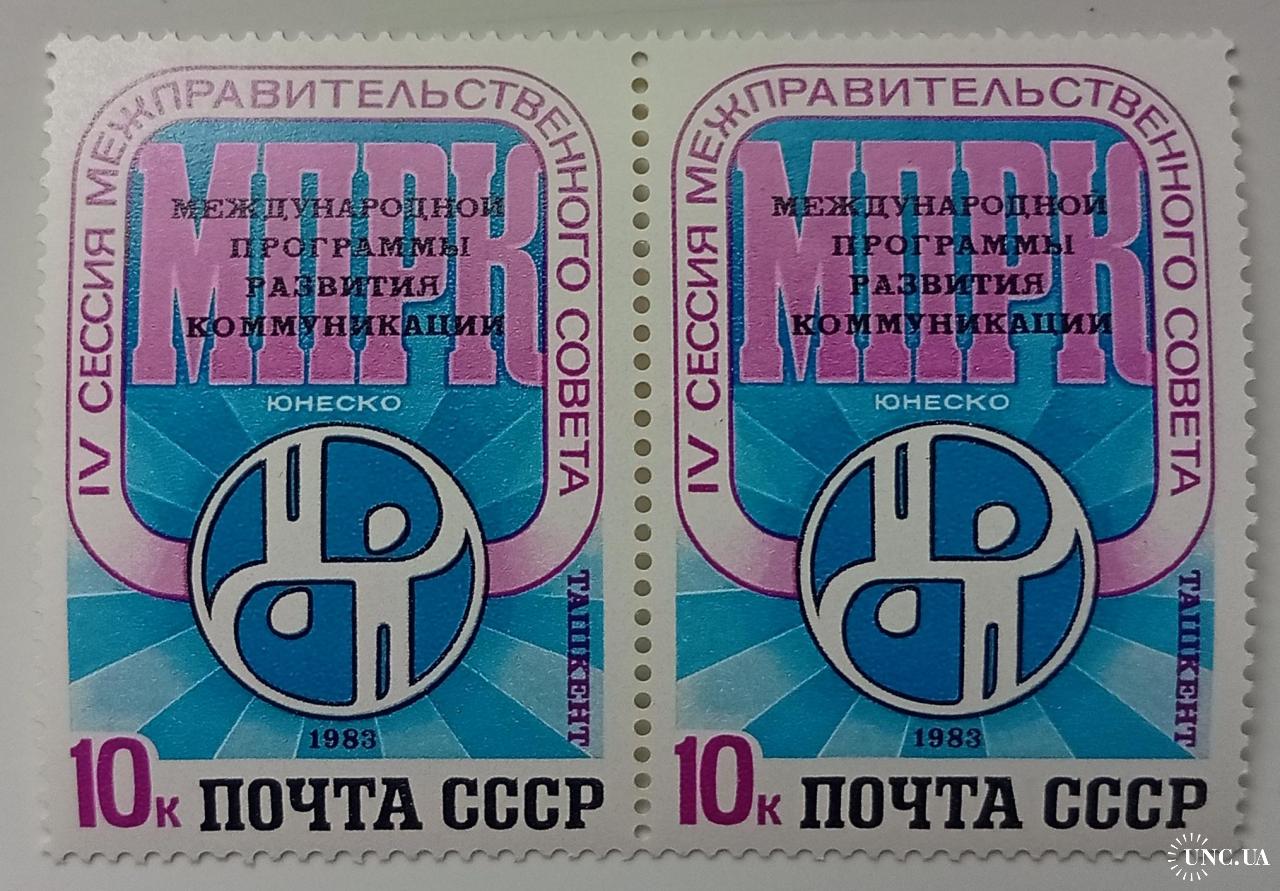 IV СЕССИЯ МЕЖПРАВИТЕЛЬСТВЕННОГО СОВЕТА
МПРК
МЕЖДУНАРОДНОЙ
ПРОГРАММЫ
РАЗВИТИЯ
КОММУНИКАЦИИ
ЮНЕСКО
ТАШКЕНТ
1983
10к ПОЧТА СССР
IV СЕССИЯ МЕЖПРАВИТЕЛЬСТВЕННОГО СОВЕТА
МПРК
МЕЖДУНАРОДНОЙ
ПРОГРАММЫ
РАЗВИТИЯ
КОММУНИКАЦИИ
ЮНЕСКО
ТАШКЕНТ
1983
10к ПОЧТА СССР
UNC.UA